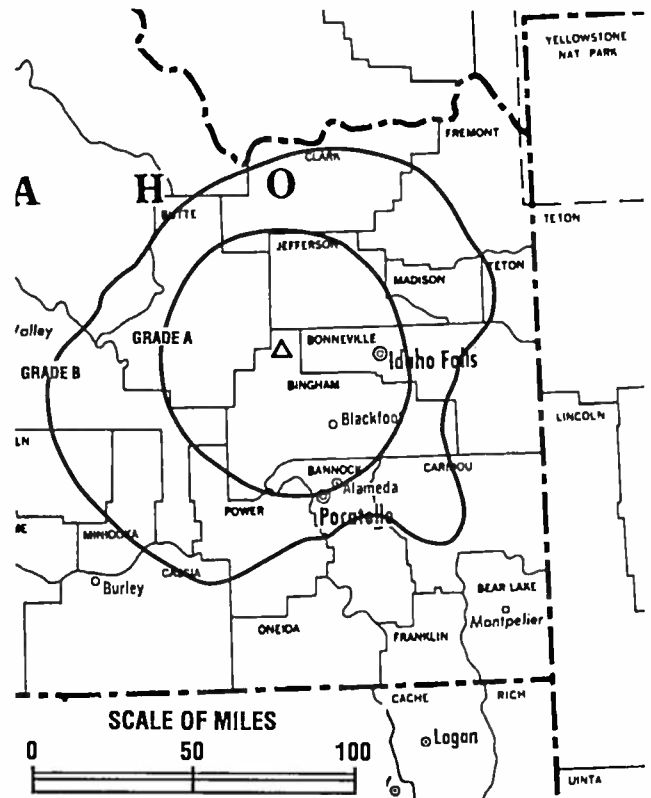 YELLOWSTONE
NAT PARK
FREMONT
CLARK
A H O
BUTTE
TETON
JEFFERSON
TETON
MADISON
Valley
GRADE A
BONNEVILLE
Idaho Falls
GRADE B
BINGHAM
Blackfoot
LINCOLN
LN
BANNOCK
CARIBOU
Alameda
POWER
Pocatello
MINIDOKA
CASSIA
Burley
BEAR LAKE
Montpelier
ONEIDA
FRANKLIN
CACHE
RICH
SCALE OF MILES
0 50 100
Logan
UINTA